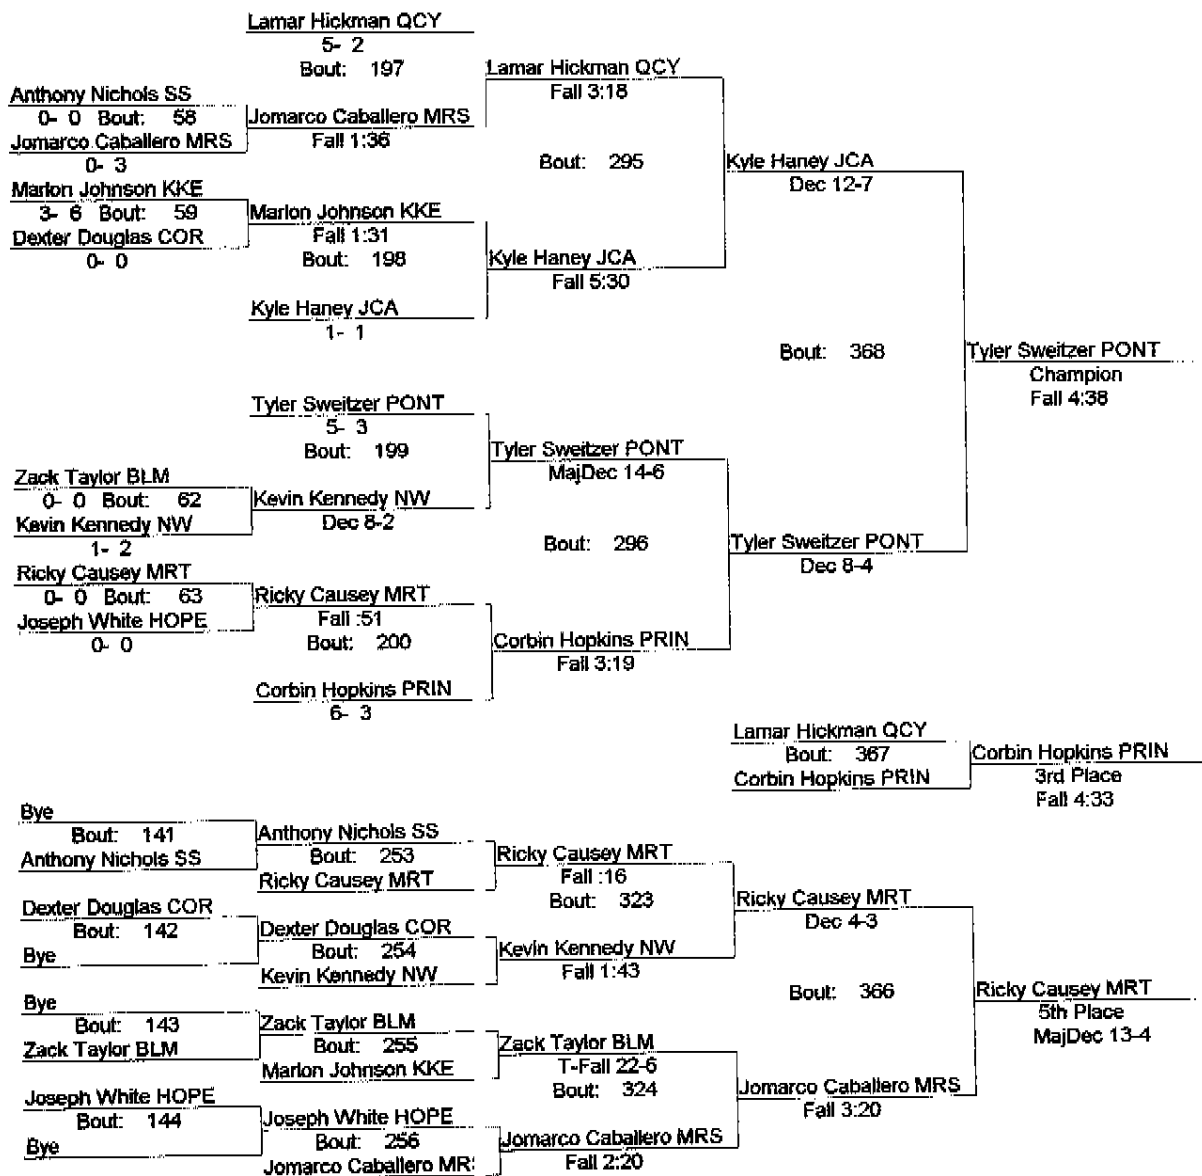 Lamar Hickman QCY
5- 2
Bout: 197
Lamar Hickman QCY
Fall 3:18
Anthony Nichols SS
0- 0 Bout: 58
Jomarco Caballero MRS
Fall 1:36
Jomarco Caballero MRS
0- 3
Bout: 295
Kyle Haney JCA
Dec 12-7
Marlon Johnson KKE
3- 6 Bout: 59
Marlon Johnson KKE
Fall 1:31
Dexter Douglas COR
0- 0
Bout: 198
Kyle Haney JCA
Fall 5:30
Kyle Haney JCA
1- 1
Bout: 368
Tyler Sweitzer PONT
Champion
Fall 4:38
Tyler Sweitzer PONT
5- 3
Bout: 199
Tyler Sweitzer PONT
MajDec 14-6
Zack Taylor BLM
0- 0 Bout: 62
Kevin Kennedy NW
Dec 8-2
Kevin Kennedy NW
1- 2
Bout: 296
Tyler Sweitzer PONT
Dec 8-4
Ricky Causey MRT
0- 0 Bout: 63
Ricky Causey MRT
Fall :51
Joseph White HOPE
0- 0
Bout: 200
Corbin Hopkins PRIN
Fall 3:19
Corbin Hopkins PRIN
6- 3
Lamar Hickman QCY
Bout: 367
Corbin Hopkins PRIN
Corbin Hopkins PRIN
3rd Place
Fall 4:33
Bye
Bout: 141
Anthony Nichols SS
Anthony Nichols SS
Bout: 253
Ricky Causey MRT
Ricky Causey MRT
Fall :16
Bout: 323
Ricky Causey MRT
Dec 4-3
Dexter Douglas COR
Bout: 142
Bye
Dexter Douglas COR
Bout: 254
Kevin Kennedy NW
Kevin Kennedy NW
Fall 1:43
Bout: 366
Ricky Causey MRT
5th Place
MajDec 13-4
Bye
Bout: 143
Zack Taylor BLM
Zack Taylor BLM
Bout: 255
Marlon Johnson KKE
Zack Taylor BLM
T-Fall 22-6
Bout: 324
Jomarco Caballero MRS
Fall 3:20
Joseph White HOPE
Bout: 144
Bye
Joseph White HOPE
Bout: 256
Jomarco Caballero MR
Jomarco Caballero MRS
Fall 2:20